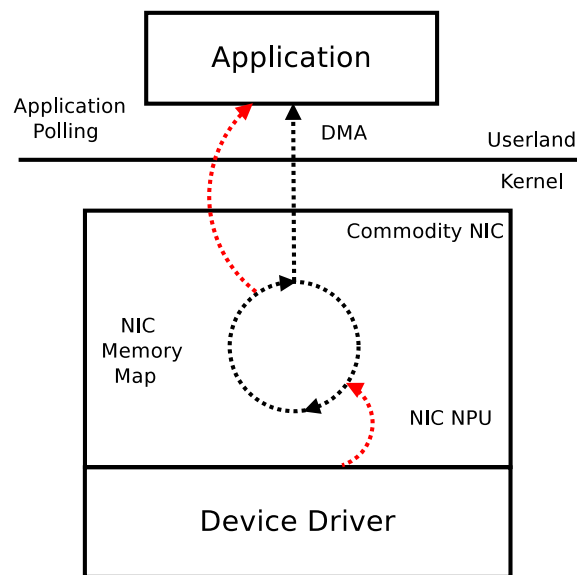 Application
Application
Polling
DMA
Userland
Kernel
Commodity NIC
NIC
Memory
Map
NIC NPU
Device Driver